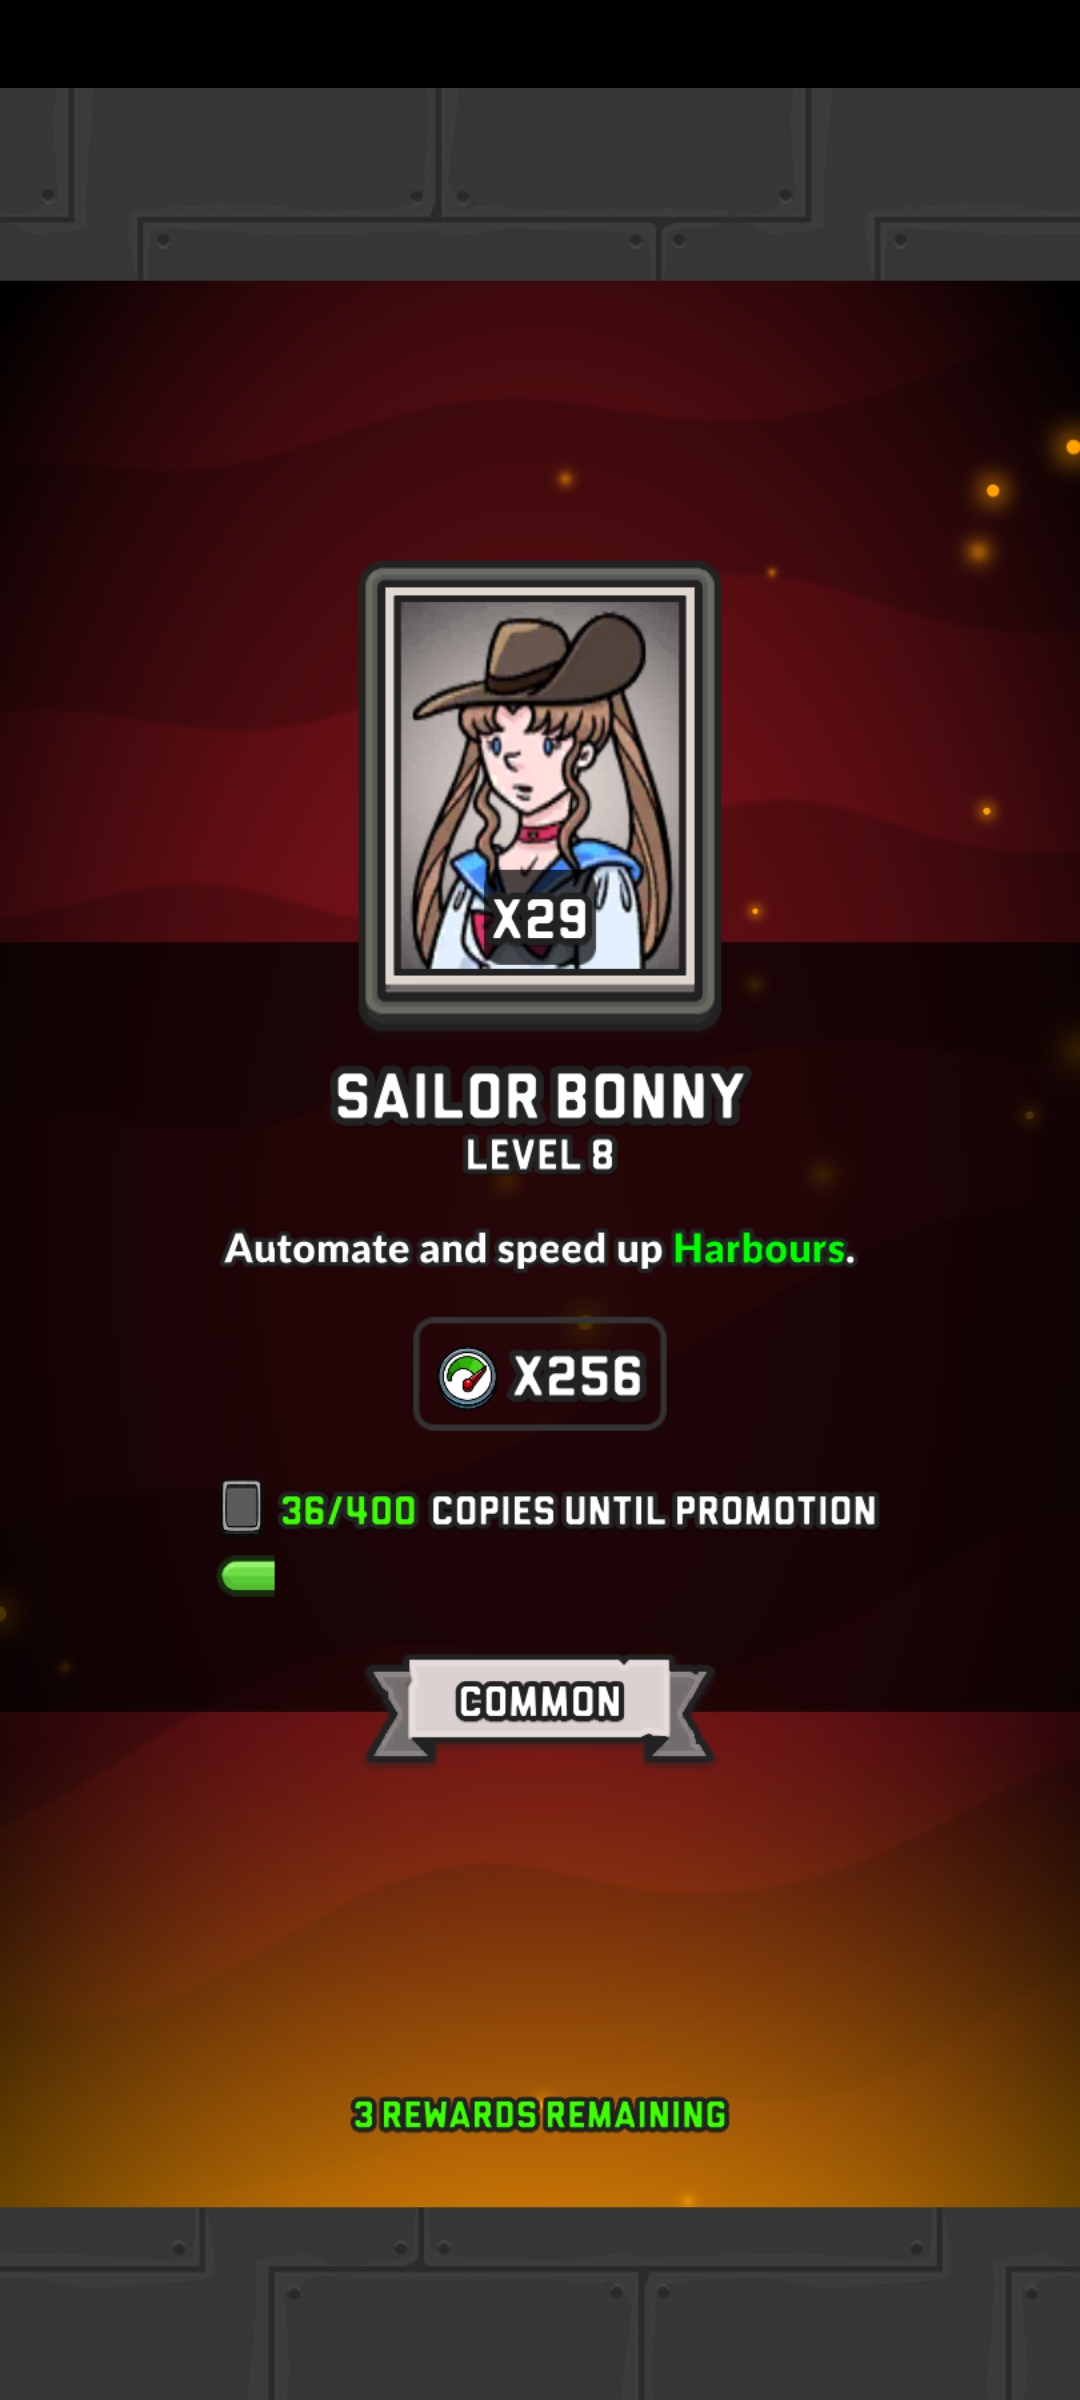 X29
SAILOR BONNY
LEVEL 8
Automate and speed up Harbours.
X256
36/400 COPIES UNTIL PROMOTION
COMMON
3 REWARDS REMAINING